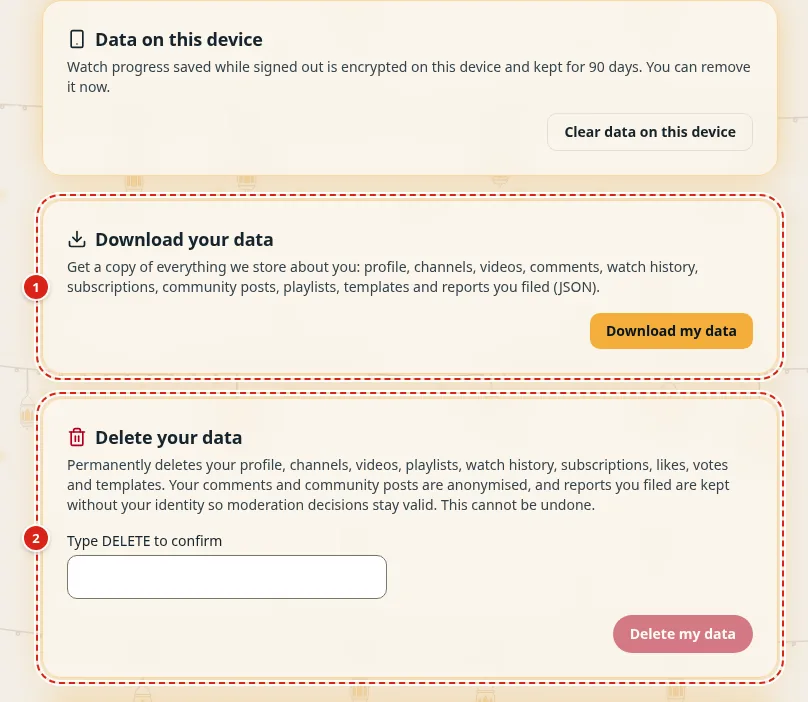 Data on this device
Watch progress saved while signed out is encrypted on this device and kept for 90 days. You can remove
it now.
Clear data on this device
Download your data
Get a copy of everything we store about you: profile, channels, videos, comments, watch history,
1
subscriptions, community posts, playlists, templates and reports you filed (JSON).
Download my data
Delete your data
Permanently deletes your profile, channels, videos, playlists, watch history, subscriptions, likes, votes
and templates. Your comments and community posts are anonymised, and reports you filed are kept
without your identity so moderation decisions stay valid. This cannot be undone.
2
Type DELETE to confirm
Delete my data